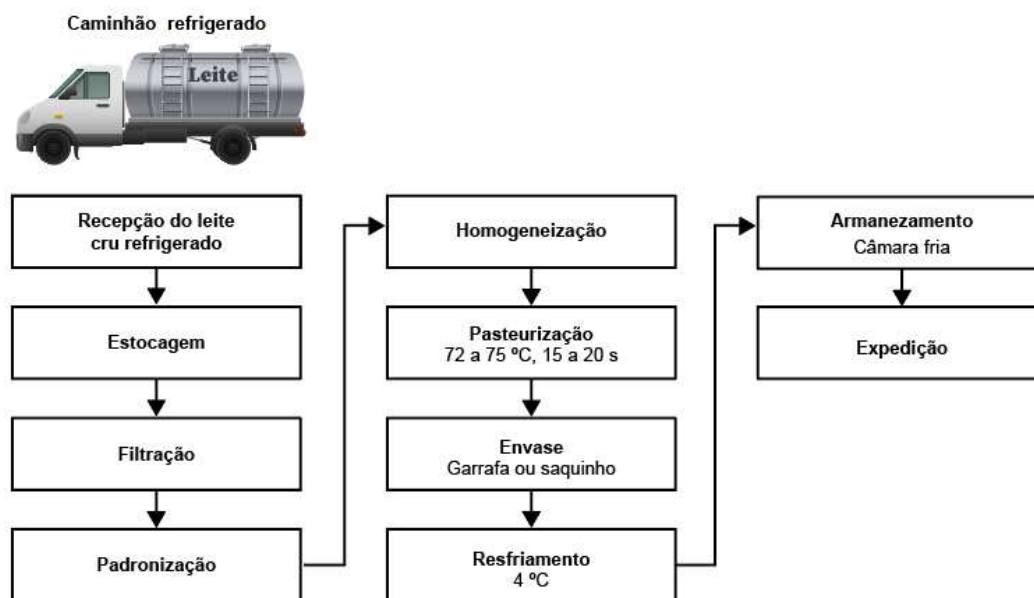 Caminhão refrigerado
Leite
Recepção do leite
cru refrigerado
Estocagem
Filtração
Padronização
Homogeneização
Pasteurização
72 a 75 ºC, 15 a 20 s
Envase
Garrafa ou saquinho
Resfriamento
4 ºC
Armanezamento
Câmara fria
Expedição